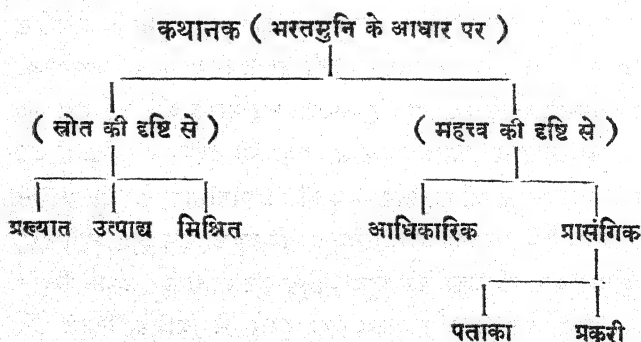 कथानक ( भरतमुनि के आधार पर )
( स्रोत की दृष्टि से ) ( महत्त्व की दृष्टि से )
प्रख्यात उत्पाद्य मिश्रित आधिकारिक प्रासंगिक
पताका प्रकरी